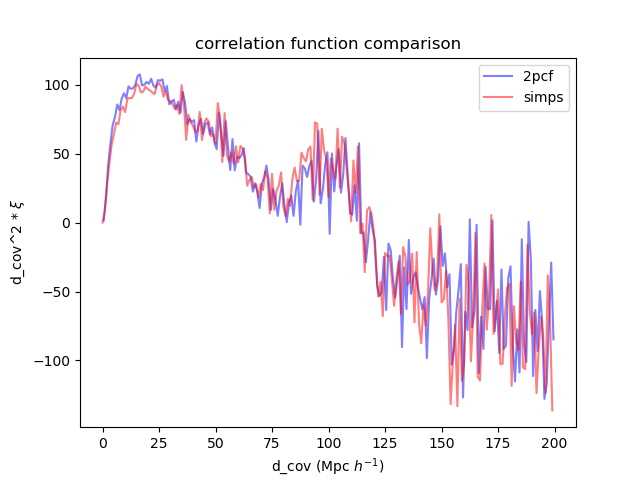 correlation function comparison
2pcf
simps
d_cov^2 * ξ
100
50
0
−50
−100
0 25 50 75 100 125 150 175 200
d_cov (Mpc h⁻¹)